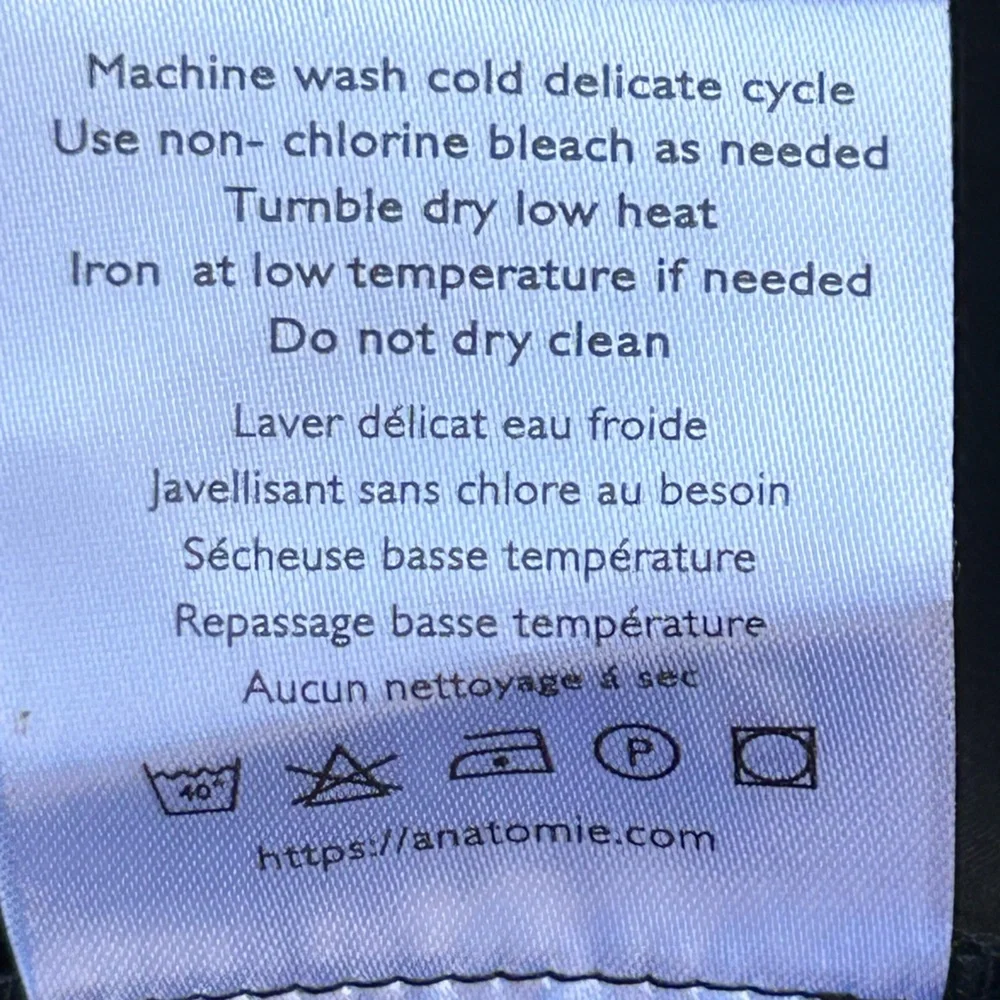 Machine wash cold delicate cycle
Use non- chlorine bleach as needed
Turnble dry low heat
Iron at low temperature if needed
Do not dry clean
Laver délicat eau froide
Javellisant sans chlore au besoin
Sécheuse basse température
Repassage basse température
Aucun nettoyage á sec
40° P
https://anatomie.com